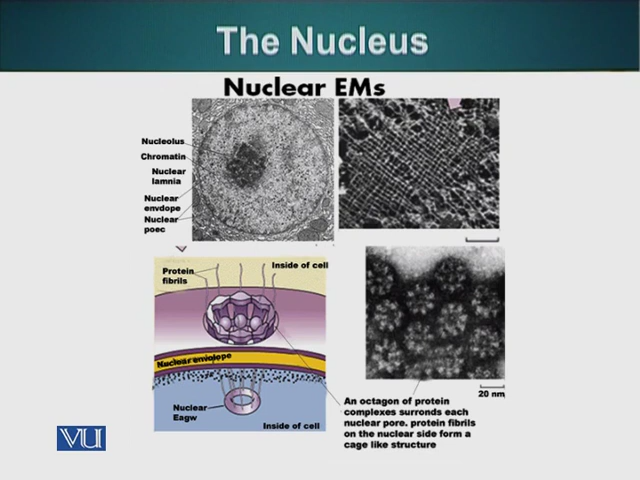 The Nucleus
Nuclear EMs
Nucleolus
Chromatin
Nuclear
lamnia
Nuclear
envdope
Nuclear
poec
Protein
fibrils
Inside of cell
Nuclear enviolope
Nuclear
Eagw
Inside of cell
20 nm
An octagon of protein
complexes surronds each
nuclear pore. protein fibrils
on the nuclear side form a
cage like structure
VU